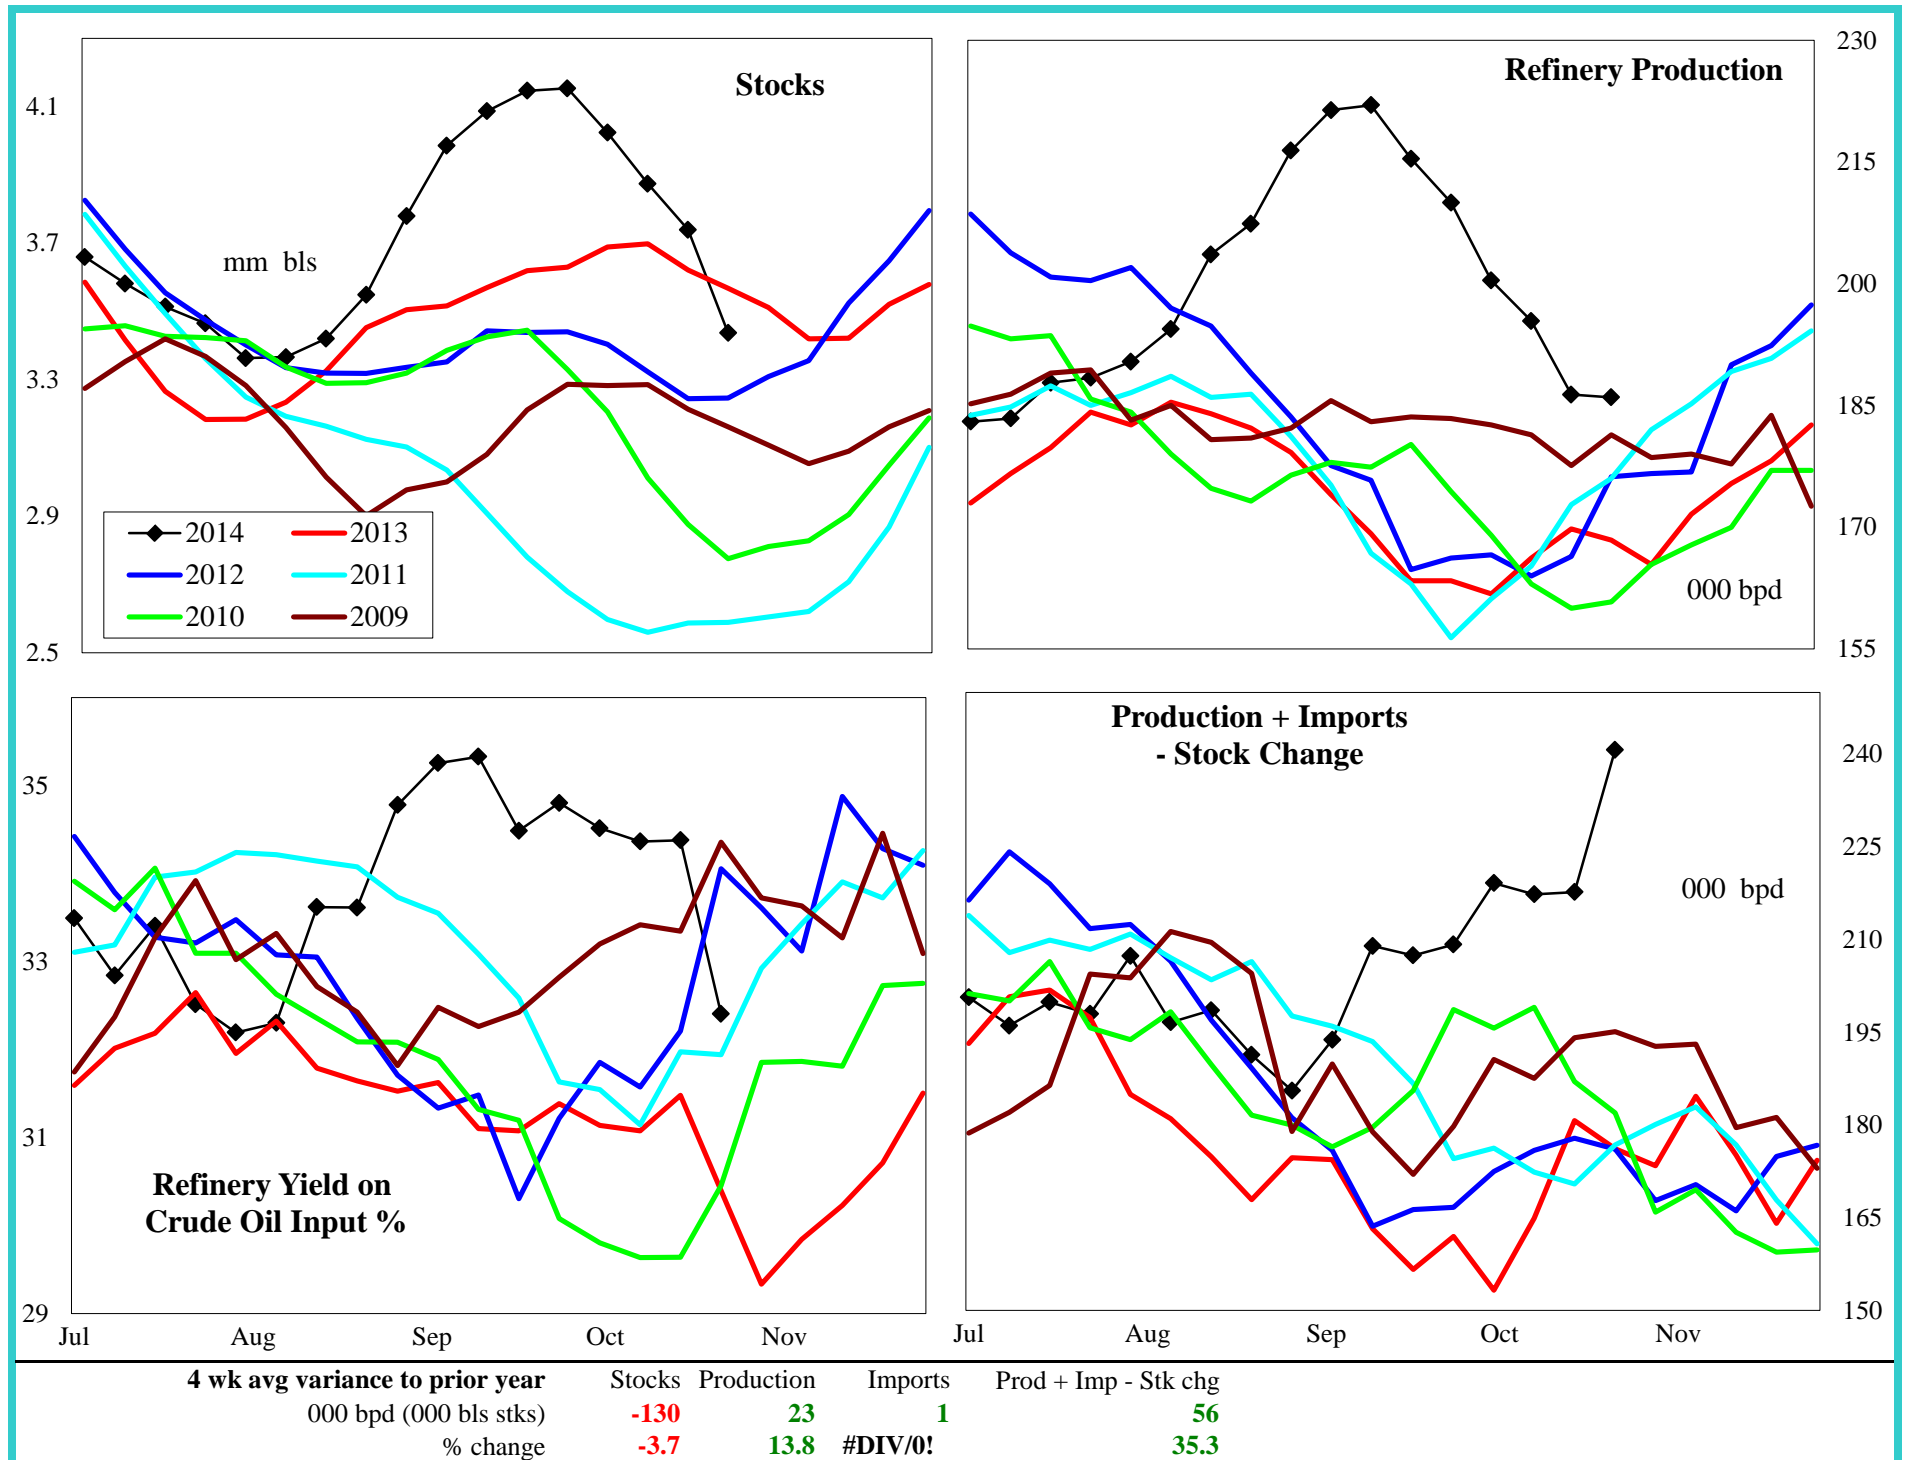 Stocks
4.1
3.7
3.3
2.9
2.5
mm bls
2014 2013
2012 2011
2010 2009
Refinery Production
230
215
200
185
170
155
000 bpd
35
33
31
29
Refinery Yield on
Crude Oil Input %
Jul Aug Sep Oct Nov
Production + Imports
- Stock Change
240
225
210
195
180
165
150
000 bpd
Jul Aug Sep Oct Nov
4 wk avg variance to prior year Stocks Production Imports Prod + Imp - Stk chg
000 bpd (000 bls stks) -130 23 1 56
% change -3.7 13.8 #DIV/0! 35.3